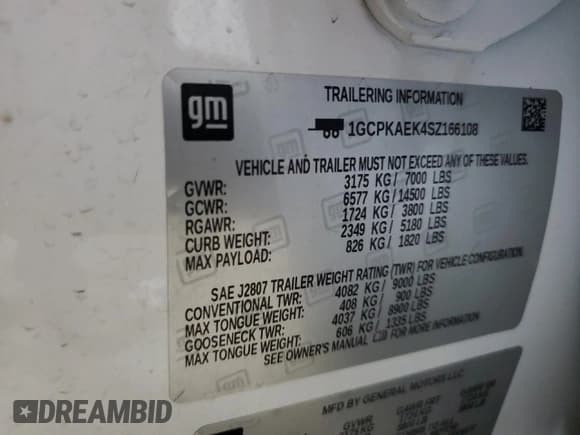 gm
TRAILERING INFORMATION
1GCPKAEK4SZ166108
VEHICLE AND TRAILER MUST NOT EXCEED ANY OF THESE VALUES.
GVWR: 3175 KG / 7000 LBS
GCWR: 6577 KG / 14500 LBS
RGAWR: 1724 KG / 3800 LBS
CURB WEIGHT: 2349 KG / 5180 LBS
MAX PAYLOAD: 826 KG / 1820 LBS
SAE J2807 TRAILER WEIGHT RATING (TWR) FOR VEHICLE CONFIGURATION.
CONVENTIONAL TWR: 4082 KG / 9000 LBS
MAX TONGUE WEIGHT: 408 KG / 900 LBS
GOOSENECK TWR: 4037 KG / 8900 LBS
MAX TONGUE WEIGHT: 606 KG / 1335 LBS
SEE OWNER'S MANUAL FOR MORE INFORMATION
MFD BY GENERAL MOTORS LLC
GVWR GAWR FRT
DREAMBID